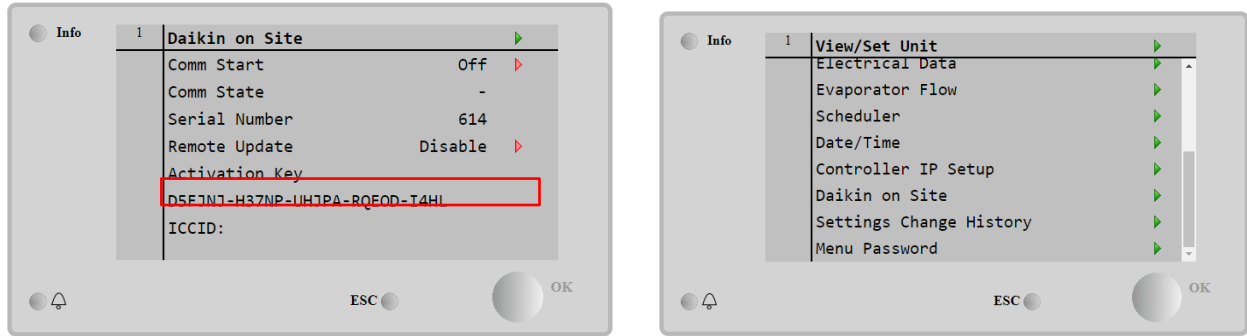 Info
1
Daikin on Site
Comm Start Off
Comm State -
Serial Number 614
Remote Update Disable
Activation Key
D5FJNJ-H37NP-UHJPA-RQEOD-I4HL
ICCID:
ESC
OK
Info
1
View/Set Unit
Electrical Data
Evaporator Flow
Scheduler
Date/Time
Controller IP Setup
Daikin on Site
Settings Change History
Menu Password
ESC
OK